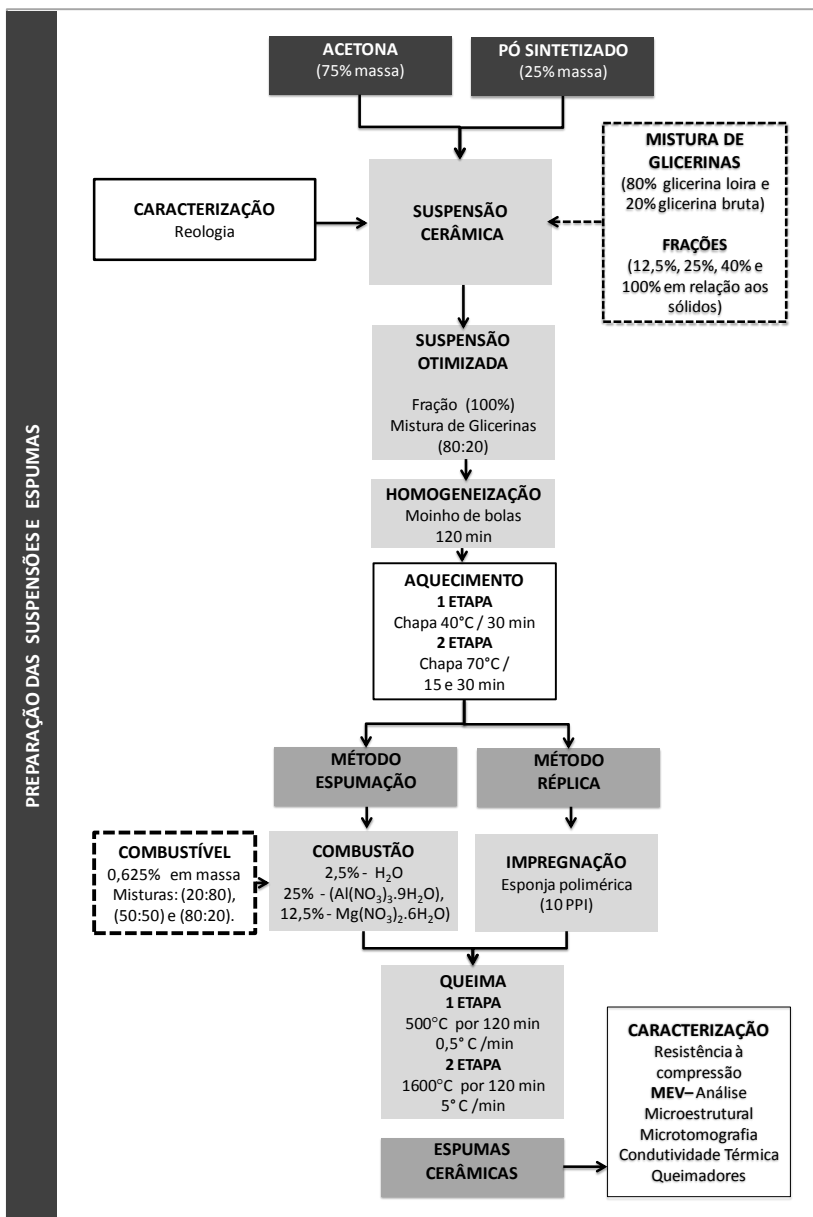 PREPARAÇÃO DAS SUSPENSÕES E ESPUMAS
ACETONA
(75% massa)
PÓ SINTETIZADO
(25% massa)
MISTURA DE
GLICERINAS
(80% glicerina loira e
20% glicerina bruta)
FRAÇÕES
(12,5%, 25%, 40% e
100% em relação aos
sólidos)
CARACTERIZAÇÃO
Reologia
SUSPENSÃO
CERÂMICA
SUSPENSÃO
OTIMIZADA
Fração (100%)
Mistura de Glicerinas
(80:20)
HOMOGENEIZAÇÃO
Moinho de bolas
120 min
AQUECIMENTO
1 ETAPA
Chapa 40°C / 30 min
2 ETAPA
Chapa 70°C /
15 e 30 min
MÉTODO
ESPUMAÇÃO
MÉTODO
RÉPLICA
COMBUSTÍVEL
0,625% em massa
Misturas: (20:80),
(50:50) e (80:20).
COMBUSTÃO
2,5% - H₂O
25% - (Al(NO₃)₃.9H₂O),
12,5% - Mg(NO₃)₂.6H₂O)
IMPREGNAÇÃO
Esponja polimérica
(10 PPI)
QUEIMA
1 ETAPA
500°C por 120 min
0,5° C /min
2 ETAPA
1600°C por 120 min
5° C /min
CARACTERIZAÇÃO
Resistência à
compressão
MEV– Análise
Microestrutural
Microtomografia
Condutividade Térmica
Queimadores
ESPUMAS
CERÂMICAS